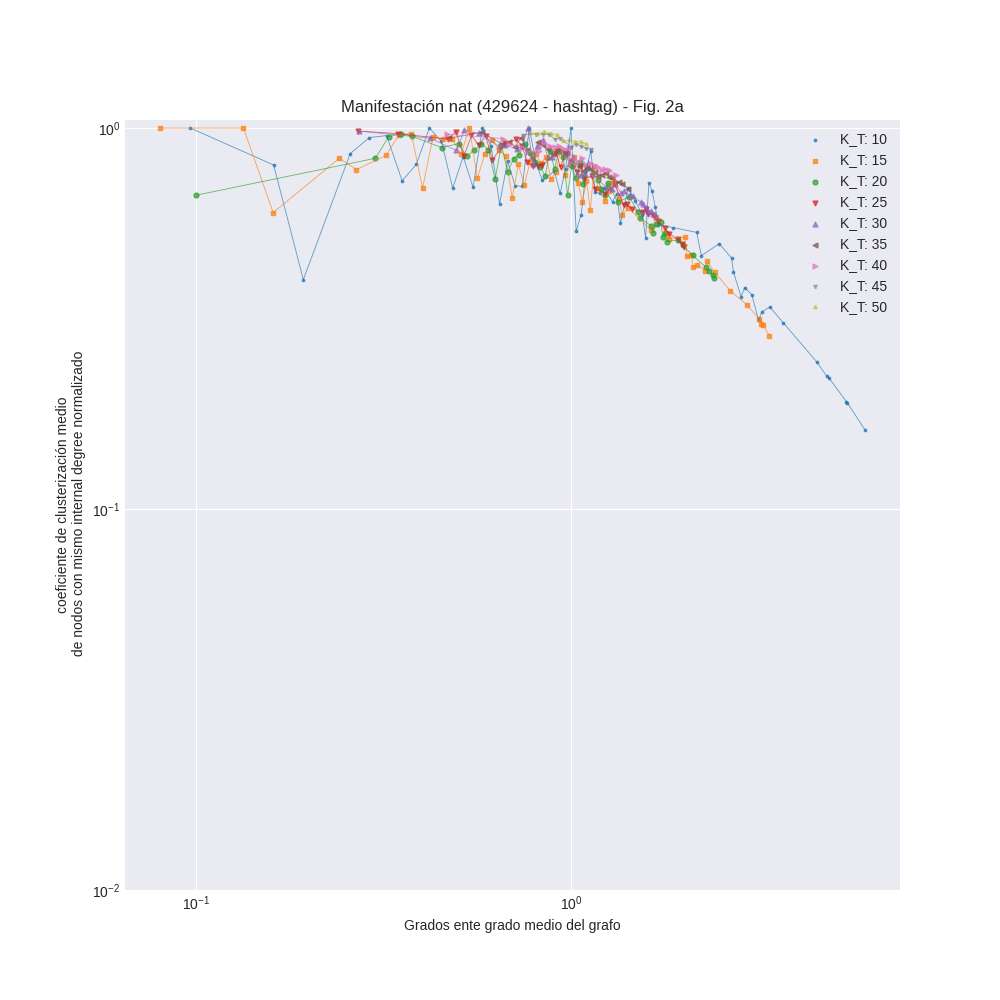 Manifestación nat (429624 - hashtag) - Fig. 2a
10⁰
10⁻¹
10⁻²
coeficiente de clusterización medio
de nodos con mismo internal degree normalizado
K_T: 10
K_T: 15
K_T: 20
K_T: 25
K_T: 30
K_T: 35
K_T: 40
K_T: 45
K_T: 50
10⁻¹
10⁰
Grados ente grado medio del grafo